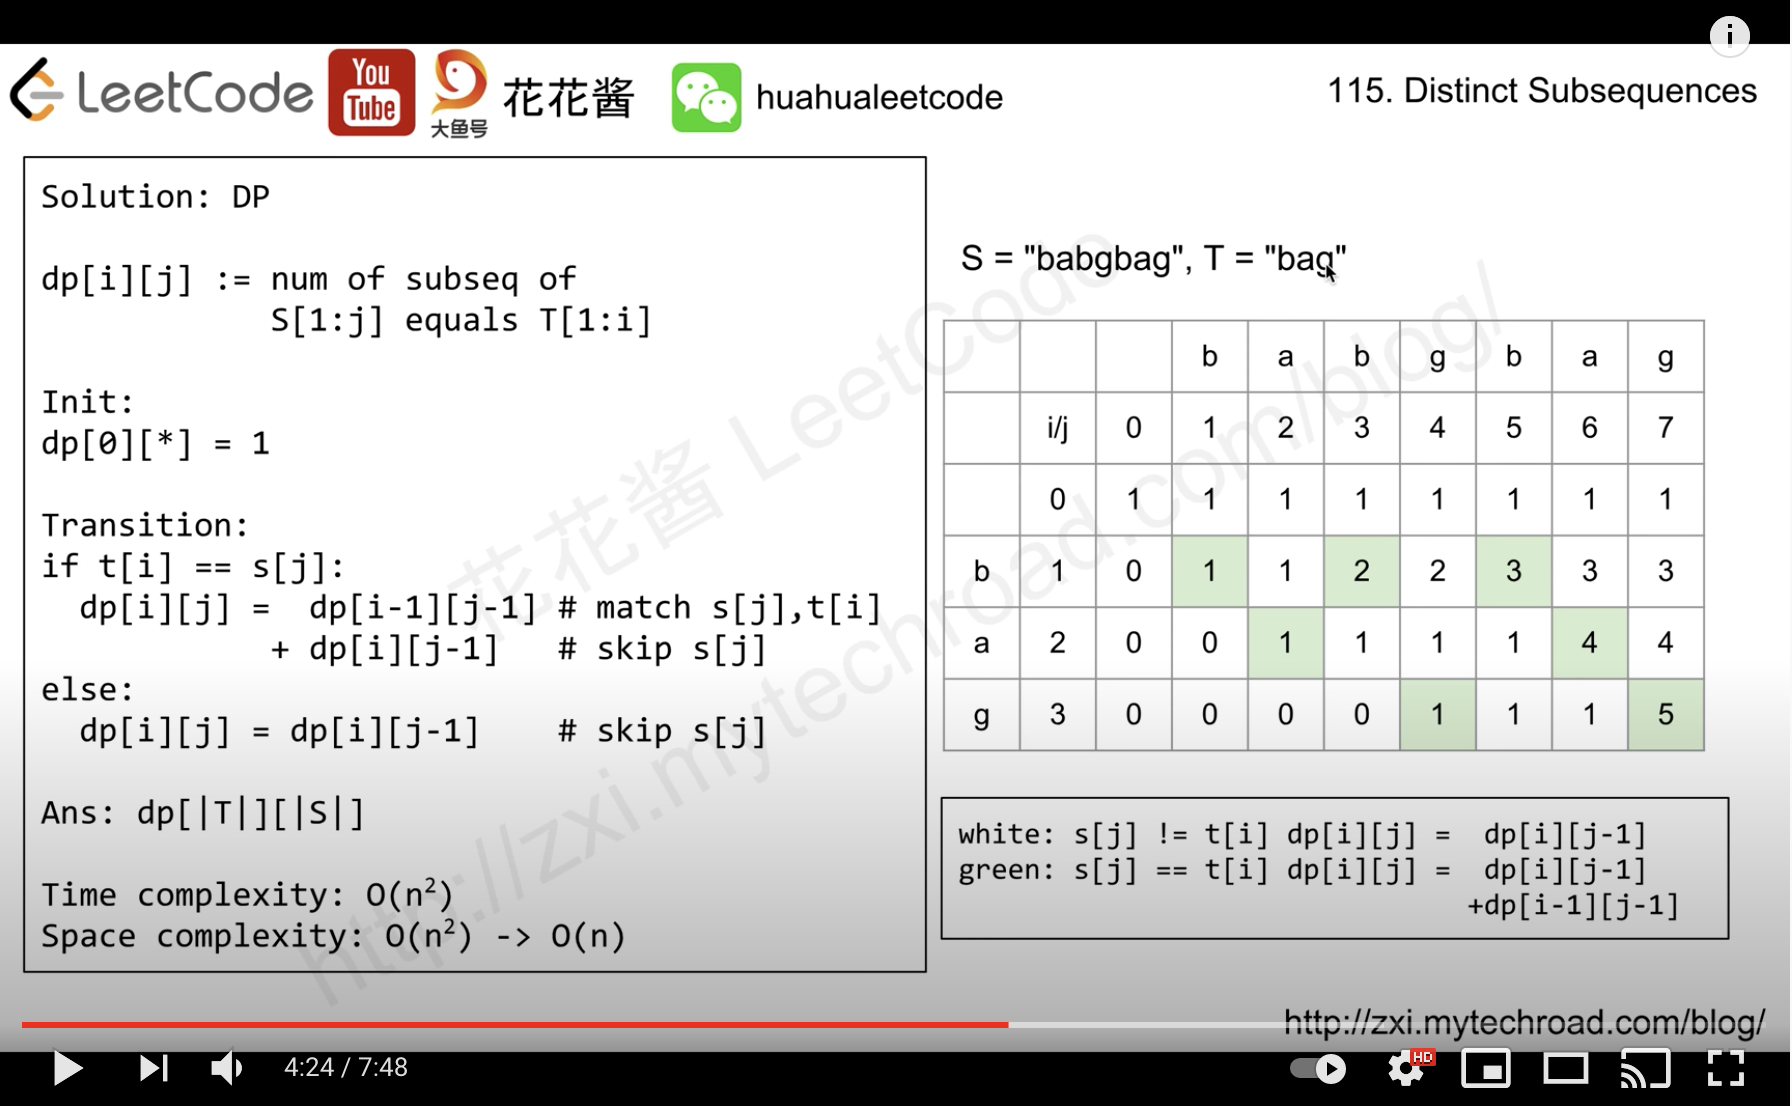 LeetCode
You
Tube
大鱼号
花花酱
huahualeetcode
115. Distinct Subsequences
Solution: DP
dp[i][j] := num of subseq of
S[1:j] equals T[1:i]
Init:
dp[0][*] = 1
Transition:
if t[i] == s[j]:
dp[i][j] = dp[i-1][j-1] # match s[j],t[i]
+ dp[i][j-1] # skip s[j]
else:
dp[i][j] = dp[i][j-1] # skip s[j]
Ans: dp[|T|][|S|]
Time complexity: O(n²)
Space complexity: O(n²) -> O(n)
S = "babgbag", T = "bag"
b a b g b a g
i/j 0 1 2 3 4 5 6 7
0 1 1 1 1 1 1 1 1
b 1 0 1 1 2 2 3 3 3
a 2 0 0 1 1 1 1 4 4
g 3 0 0 0 0 1 1 1 5
white: s[j] != t[i] dp[i][j] = dp[i][j-1]
green: s[j] == t[i] dp[i][j] = dp[i][j-1]
+dp[i-1][j-1]
花花酱 LeetCode
http://zxi.mytechroad.com/blog/
http://zxi.mytechroad.com/blog/
4:24 / 7:48
HD